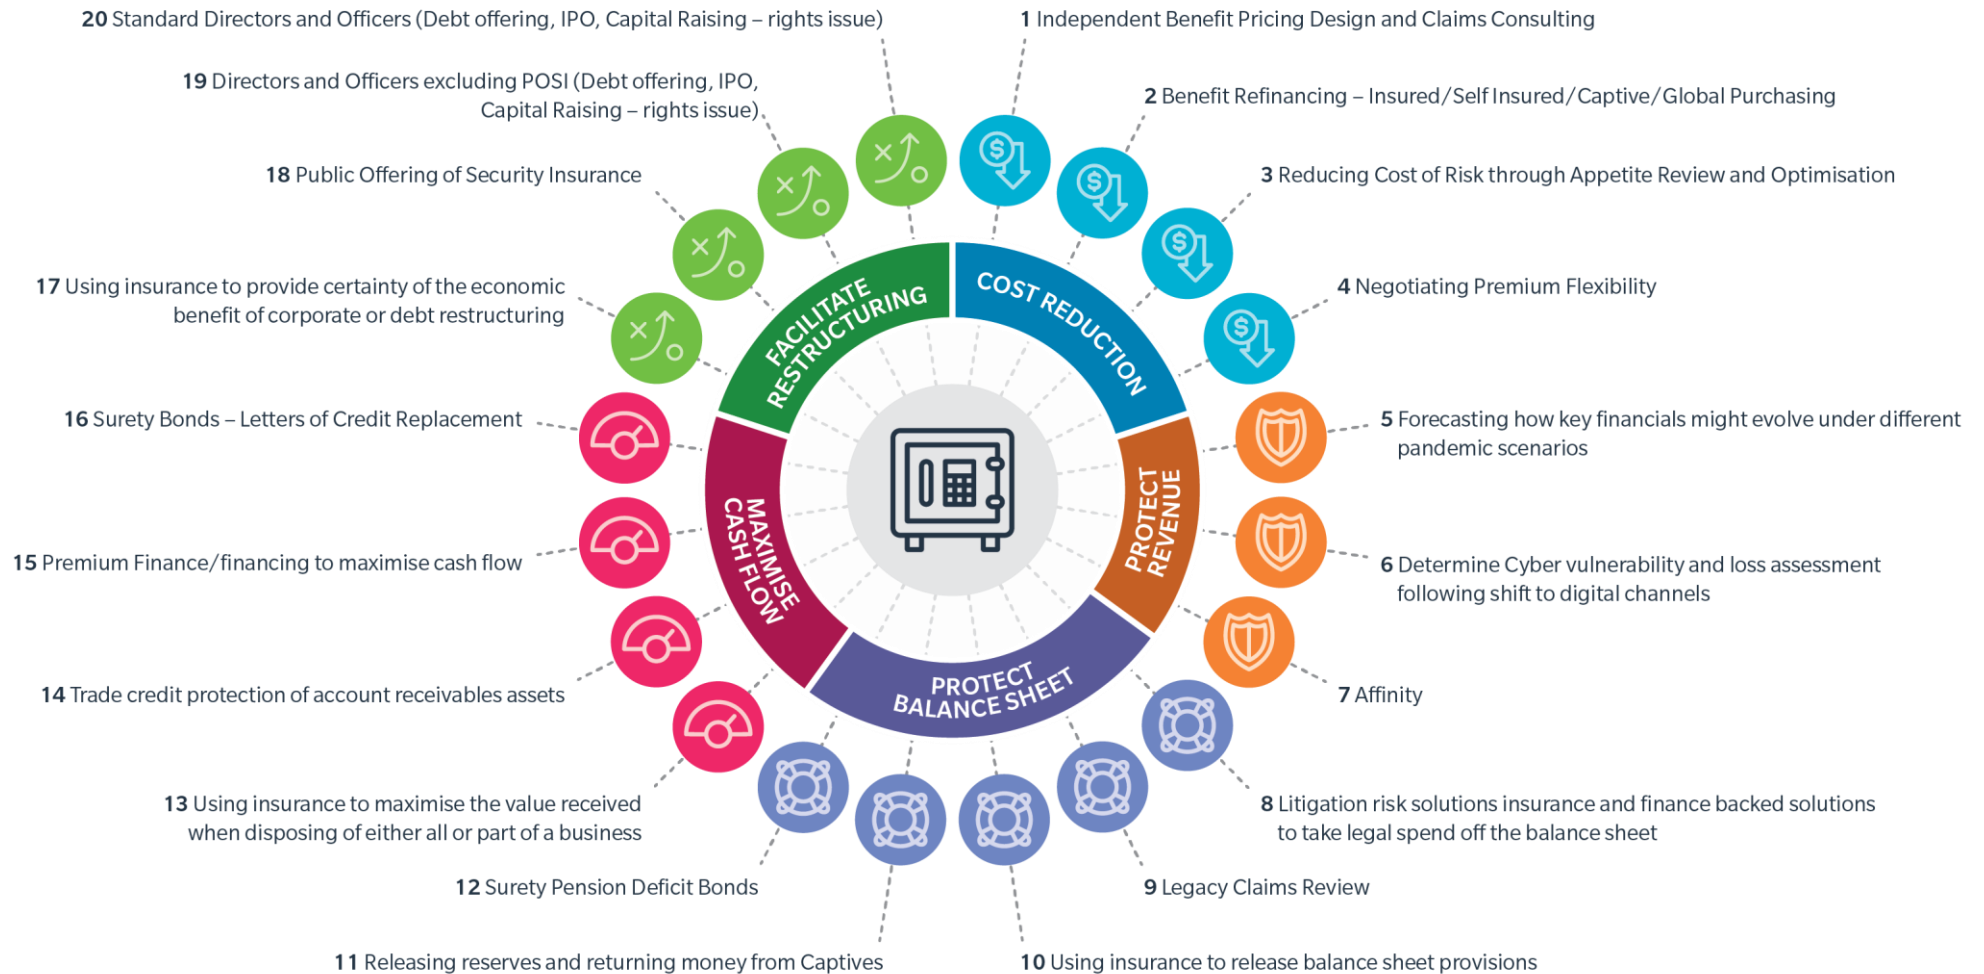 1 Independent Benefit Pricing Design and Claims Consulting
2 Benefit Refinancing – Insured/Self Insured/Captive/Global Purchasing
3 Reducing Cost of Risk through Appetite Review and Optimisation
4 Negotiating Premium Flexibility
5 Forecasting how key financials might evolve under different
pandemic scenarios
6 Determine Cyber vulnerability and loss assessment
following shift to digital channels
7 Affinity
8 Litigation risk solutions insurance and finance backed solutions
to take legal spend off the balance sheet
9 Legacy Claims Review
10 Using insurance to release balance sheet provisions
11 Releasing reserves and returning money from Captives
12 Surety Pension Deficit Bonds
13 Using insurance to maximise the value received
when disposing of either all or part of a business
14 Trade credit protection of account receivables assets
15 Premium Finance/financing to maximise cash flow
16 Surety Bonds – Letters of Credit Replacement
17 Using insurance to provide certainty of the economic
benefit of corporate or debt restructuring
18 Public Offering of Security Insurance
19 Directors and Officers excluding POSI (Debt offering, IPO,
Capital Raising – rights issue)
20 Standard Directors and Officers (Debt offering, IPO, Capital Raising – rights issue)
COST REDUCTION
PROTECT
REVENUE
PROTECT
BALANCE SHEET
MAXIMISE
CASH FLOW
FACILITATE
RESTRUCTURING